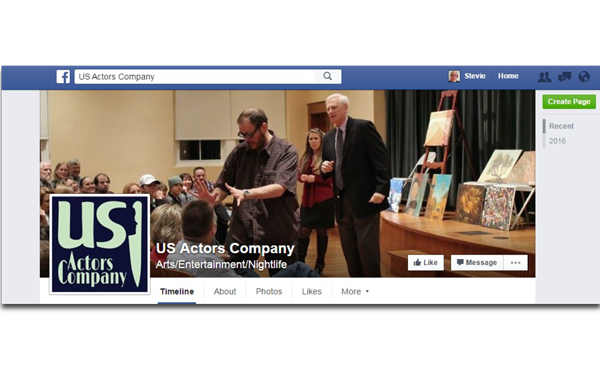 US Actors Company
Stevie
Home
Create Page
Recent
2016
US
Actors
Company
US Actors Company
Arts/Entertainment/Nightlife
Like
Message
Timeline
About
Photos
Likes
More